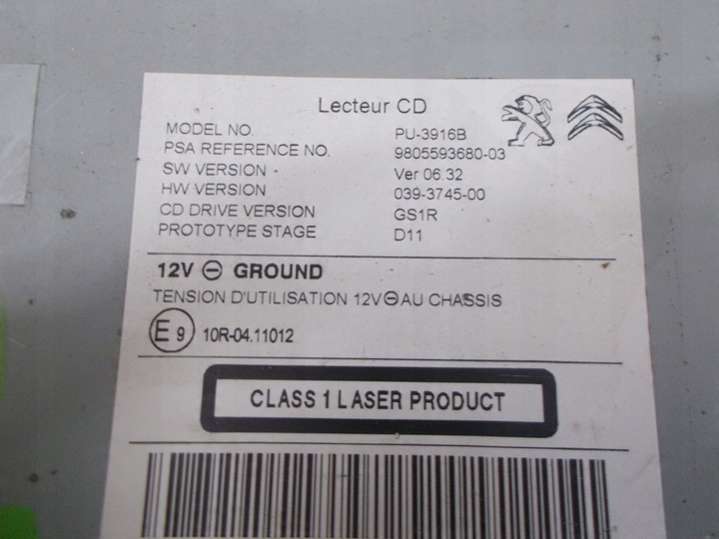 Lecteur CD
MODEL NO. PU-3916B
PSA REFERENCE NO. 9805593680-03
SW VERSION Ver 06.32
HW VERSION 039-3745-00
CD DRIVE VERSION GS1R
PROTOTYPE STAGE D11
12V ⊖ GROUND
TENSION D'UTILISATION 12V⊖AU CHASSIS
E 9 10R-04.11012
CLASS 1 LASER PRODUCT